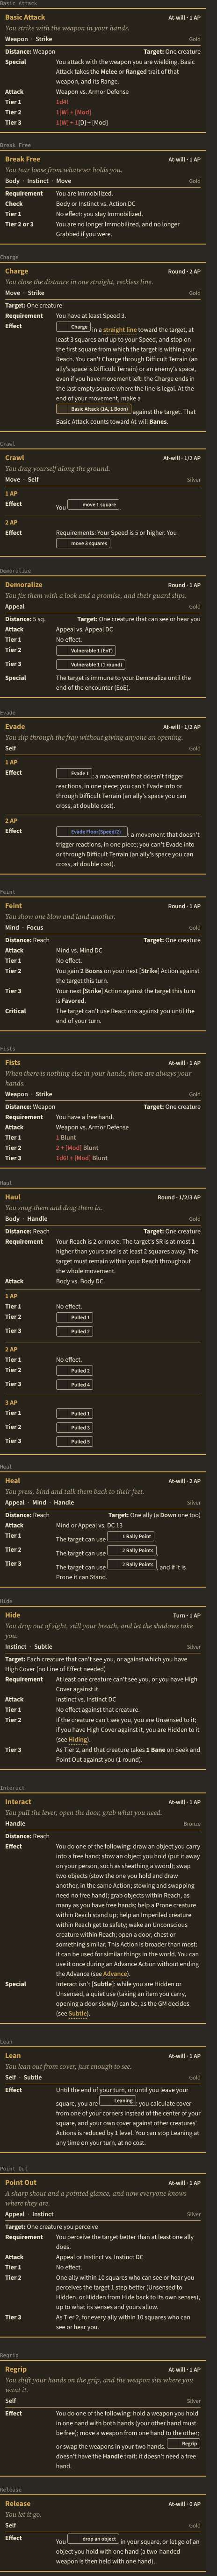 Basic Attack
Basic Attack At-will · 1 AP
You strike with the weapon in your hands.
Weapon · Strike Gold
Distance: Weapon Target: One creature
Special You attack with the weapon you are wielding. Basic
Attack takes the Melee or Ranged trait of that
weapon, and its Range.
Attack Weapon vs. Armor Defense
Tier 1 1d4!
Tier 2 1[W] + [Mod]
Tier 3 1[W] + 1[D] + [Mod]
Break Free
Break Free At-will · 1 AP
You tear loose from whatever holds you.
Body · Instinct · Move Gold
Requirement You are Immobilized.
Check Body or Instinct vs. Action DC
Tier 1 No effect: you stay Immobilized.
Tier 2 or 3 You are no longer Immobilized, and no longer
Grabbed if you were.
Charge
Charge Round · 2 AP
You close the distance in one straight, reckless line.
Move · Strike Gold
Target: One creature
Requirement You have at least Speed 3.
Effect Charge in a straight line toward the target, at
least 3 squares and up to your Speed, and stop on
the first square from which the target is within your
Reach. You can't Charge through Difficult Terrain (an
ally's space is Difficult Terrain) or an enemy's space,
even if you have movement left: the Charge ends in
the last empty square where the line is legal. At the
end of your movement, make a
Basic Attack (1A, 1 Boon) against the target. That
Basic Attack counts toward At-will Banes.
Crawl
Crawl At-will · 1/2 AP
You drag yourself along the ground.
Move · Self Silver
1 AP
Effect You move 1 square.
2 AP
Effect Requirements: Your Speed is 5 or higher. You
move 3 squares
Demoralize
Demoralize Round · 1 AP
You fix them with a look and a promise, and their guard slips.
Appeal Gold
Distance: 5 sq. Target: One creature that can see or hear you
Attack Appeal vs. Appeal DC
Tier 1 No effect.
Tier 2 Vulnerable 1 (EoT)
Tier 3 Vulnerable 1 (1 round)
Special The target is immune to your Demoralize until the
end of the encounter (EoE).
Evade
Evade At-will · 1/2 AP
You slip through the fray without giving anyone an opening.
Self Gold
1 AP
Effect Evade 1 : a movement that doesn't trigger
reactions, in one piece; you can't Evade into or
through Difficult Terrain (an ally's space you can
cross, at double cost).
2 AP
Effect Evade Floor(Speed/2) : a movement that doesn't
trigger reactions, in one piece; you can't Evade into
or through Difficult Terrain (an ally's space you can
cross, at double cost).
Feint
Feint Round · 1 AP
You show one blow and land another.
Mind · Focus Gold
Distance: Reach Target: One creature
Attack Mind vs. Mind DC
Tier 1 No effect.
Tier 2 You gain 2 Boons on your next [Strike] Action against
the target this turn.
Tier 3 Your next [Strike] Action against the target this turn
is Favored.
Critical The target can't use Reactions against you until the
end of your turn.
Fists
Fists At-will · 1 AP
When there is nothing else in your hands, there are always your
hands.
Weapon · Strike Gold
Distance: Reach Target: One creature
Requirement You have a free hand.
Attack Weapon vs. Armor Defense
Tier 1 1 Blunt
Tier 2 2 + [Mod] Blunt
Tier 3 1d6! + [Mod] Blunt
Haul
Haul Round · 1/2/3 AP
You snag them and drag them in.
Body · Handle Gold
Distance: Reach Target: One creature
Requirement Your Reach is 2 or more. The target's SR is at most 1
higher than yours and is at least 2 squares away. The
target must remain within your Reach throughout
the whole movement.
Attack Body vs. Body DC
1 AP
Tier 1 No effect.
Tier 2 Pulled 1
Tier 3 Pulled 2
2 AP
Tier 1 No effect.
Tier 2 Pulled 2
Tier 3 Pulled 4
3 AP
Tier 1 Pulled 1
Tier 2 Pulled 3
Tier 3 Pulled 5
Heal
Heal At-will · 2 AP
You press, bind and talk them back to their feet.
Appeal · Mind · Handle Silver
Distance: Reach Target: One ally (a Down one too)
Attack Mind or Appeal vs. DC 13
Tier 1 The target can use 1 Rally Point
Tier 2 The target can use 2 Rally Points
Tier 3 The target can use 2 Rally Points , and if it is
Prone it can Stand.
Hide
Hide Turn · 1 AP
You drop out of sight, still your breath, and let the shadows take
you.
Instinct · Subtle Silver
Target: Each creature that can't see you, or against which you have
High Cover (no Line of Effect needed)
Requirement At least one creature can't see you, or you have High
Cover against it.
Attack Instinct vs. Instinct DC
Tier 1 No effect against that creature.
Tier 2 If the creature can't see you, you are Unsensed to it;
if you have High Cover against it, you are Hidden to it
(see Hiding).
Tier 3 As Tier 2, and that creature takes 1 Bane on Seek and
Point Out against you (1 round).
Interact
Interact At-will · 1 AP
You pull the lever, open the door, grab what you need.
Handle Bronze
Distance: Reach
Effect You do one of the following: draw an object you carry
into a free hand; stow an object you hold (put it away
on your person, such as sheathing a sword); swap
two objects (stow the one you hold and draw
another, in the same Action; stowing and swapping
need no free hand); grab objects within Reach, as
many as you have free hands; help a Prone creature
within Reach stand up; help an Imperiled creature
within Reach get to safety; wake an Unconscious
creature within Reach; open a door, chest or
something similar. This Action isn't limited to those
it can be used for similar things in the world. You can
use it once during an Advance Action without ending
the Advance (see Advance).
Special Interact isn't [Subtle]: while you are Hidden or
Unsensed, a quiet use (taking an item you carry,
opening a door slowly) can be, as the GM decides
(see Subtle).
Lean
Lean At-will · 1 AP
You lean out from cover, just enough to see.
Self · Subtle Gold
Effect Until the end of your turn, or until you leave your
square, you are Leaning : you calculate cover
from one of your corners instead of the center of your
square, and your own cover against other creatures'
Actions is reduced by 1 level. You can stop Leaning at
any time on your turn, at no cost.
Point Out
Point Out At-will · 1 AP
A sharp shout and a pointed glance, and now everyone knows
where they are.
Appeal · Instinct Silver
Target: One creature you perceive
Requirement You perceive the target better than at least one ally
does.
Attack Appeal or Instinct vs. Instinct DC
Tier 1 No effect.
Tier 2 One ally within 10 squares who can see or hear you
perceives the target 1 step better (Unsensed to
Hidden, or Hidden from Hide back to its own senses),
up to what its senses and yours allow.
Tier 3 As Tier 2, for every ally within 10 squares who can
see or hear you.
Regrip
Regrip At-will · 1 AP
You shift your hands on the grip, and the weapon sits where you
want it.
Self Silver
Effect You do one of the following: hold a weapon you hold
in one hand with both hands (your other hand must
be free); move a weapon from one hand to the other;
or swap the weapons in your two hands. Regrip
doesn't have the Handle trait: it doesn't need a free
hand.
Release
Release At-will · 0 AP
You let it go.
Self Gold
Effect You drop an object in your square, or let go of an
object you hold with one hand (a two-handed
weapon is then held with one hand).